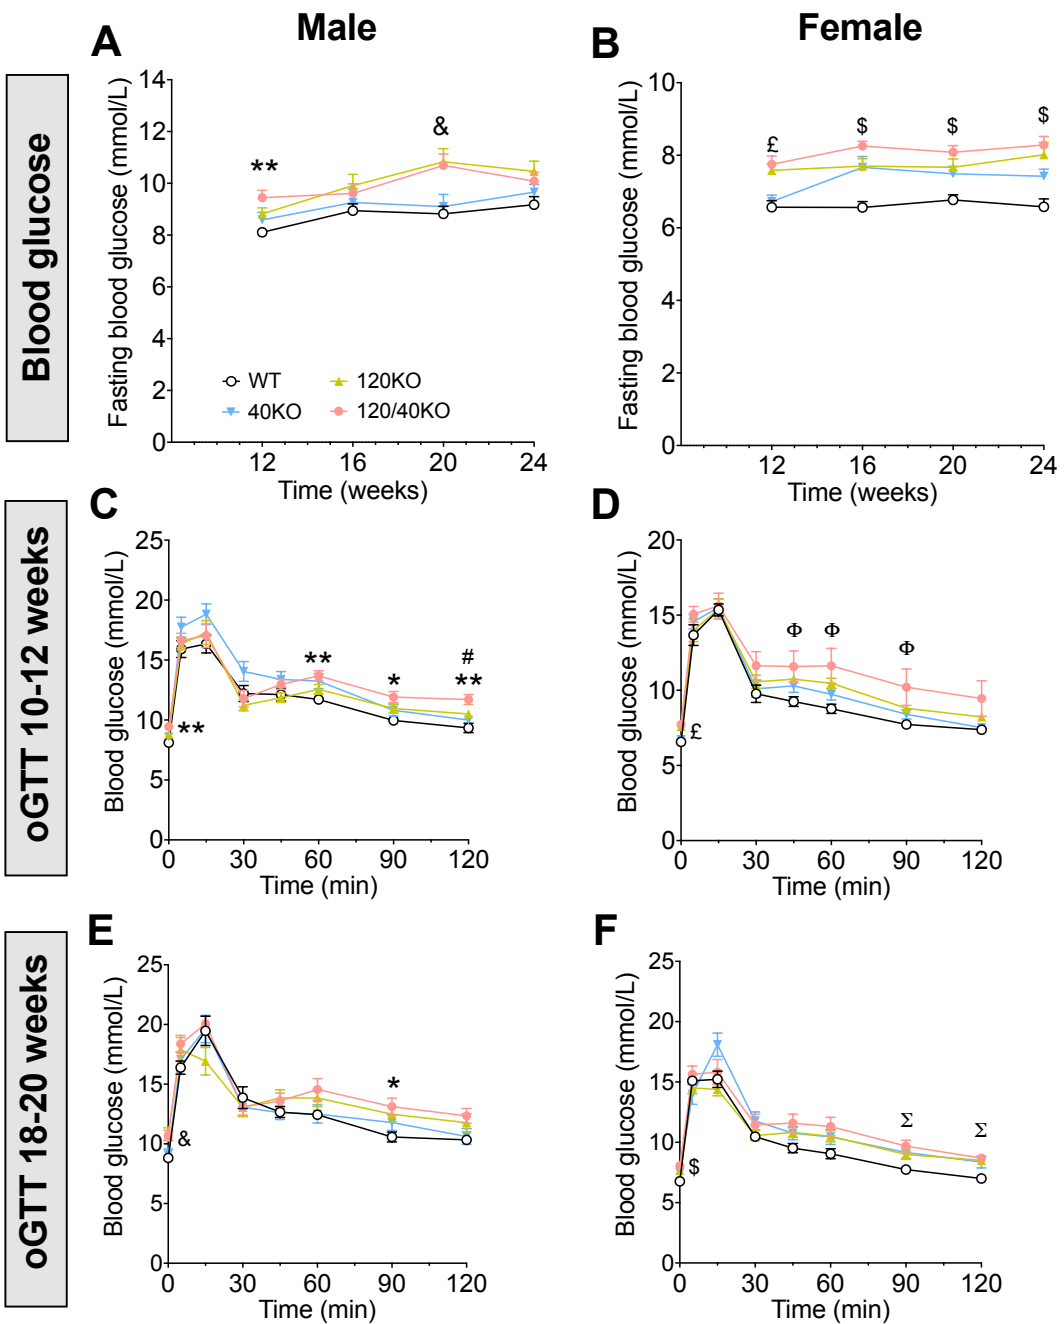 Male
Female
A
B
Blood glucose
Fasting blood glucose (mmol/L)
14
12
10
8
6
4
2
0
**
&
WT
120KO
40KO
120/40KO
12
16
20
24
Time (weeks)
Fasting blood glucose (mmol/L)
10
8
6
4
2
0
£
$
$
$
12
16
20
24
Time (weeks)
C
D
oGTT 10-12 weeks
Blood glucose (mmol/L)
25
20
15
10
5
0
**
**
*
#
**
0
30
60
90
120
Time (min)
Blood glucose (mmol/L)
20
15
10
5
0
£
Φ
Φ
Φ
0
30
60
90
120
Time (min)
E
F
oGTT 18-20 weeks
Blood glucose (mmol/L)
25
20
15
10
5
0
&
*
0
30
60
90
120
Time (min)
Blood glucose (mmol/L)
25
20
15
10
5
0
$
Σ
Σ
0
30
60
90
120
Time (min)